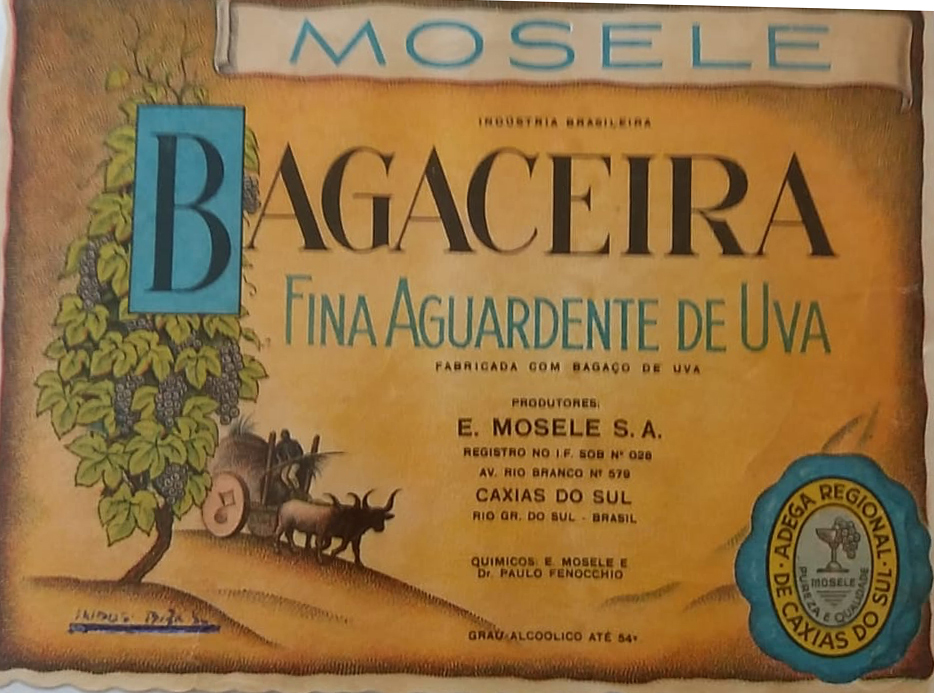 MOSELE
INDÚSTRIA BRASILEIRA
BAGACEIRA
FINA AGUARDENTE DE UVA
FABRICADA COM BAGAÇO DE UVA
PRODUTORES:
E. MOSELE S. A.
REGISTRO NO I.F. SOB Nº 028
AV. RIO BRANCO Nº 579
CAXIAS DO SUL
RIO GR. DO SUL - BRASIL
QUIMICOS: E. MOSELE E
Dr. PAULO FENOCCHIO
GRAU ALCOOLICO ATÉ 54º
ADEGA REGIONAL
DE CAXIAS DO SUL
MOSELE
PUREZA E QUALIDADE